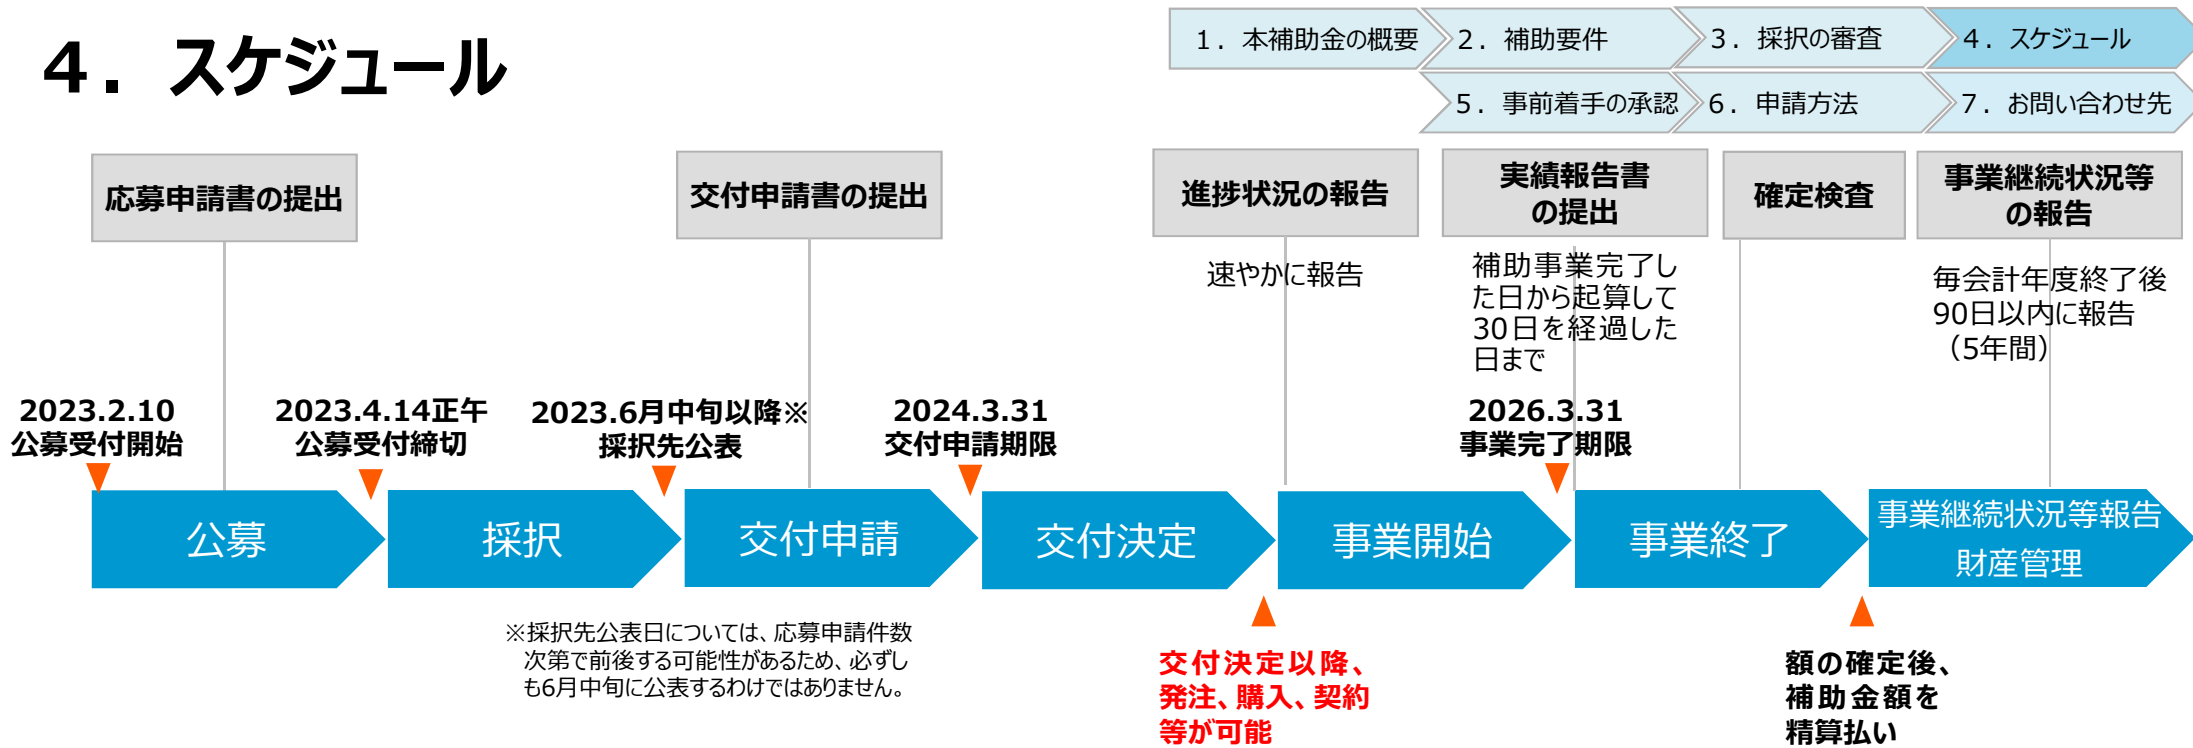 ４．スケジュール
1．本補助金の概要
2．補助要件
3．採択の審査
4．スケジュール
5．事前着手の承認
6．申請方法
7．お問い合わせ先
応募申請書の提出
交付申請書の提出
進捗状況の報告
実績報告書
の提出
確定検査
事業継続状況等
の報告
速やかに報告
補助事業完了し
た日から起算して
30日を経過した
日まで
毎会計年度終了後
90日以内に報告
（5年間）
2023.2.10
公募受付開始
2023.4.14正午
公募受付締切
2023.6月中旬以降※
採択先公表
2024.3.31
交付申請期限
2026.3.31
事業完了期限
公募
採択
交付申請
交付決定
事業開始
事業終了
事業継続状況等報告
財産管理
※採択先公表日については、応募申請件数
次第で前後する可能性があるため、必ずし
も6月中旬に公表するわけではありません。
交付決定以降、
発注、購入、契約
等が可能
額の確定後、
補助金額を
精算払い